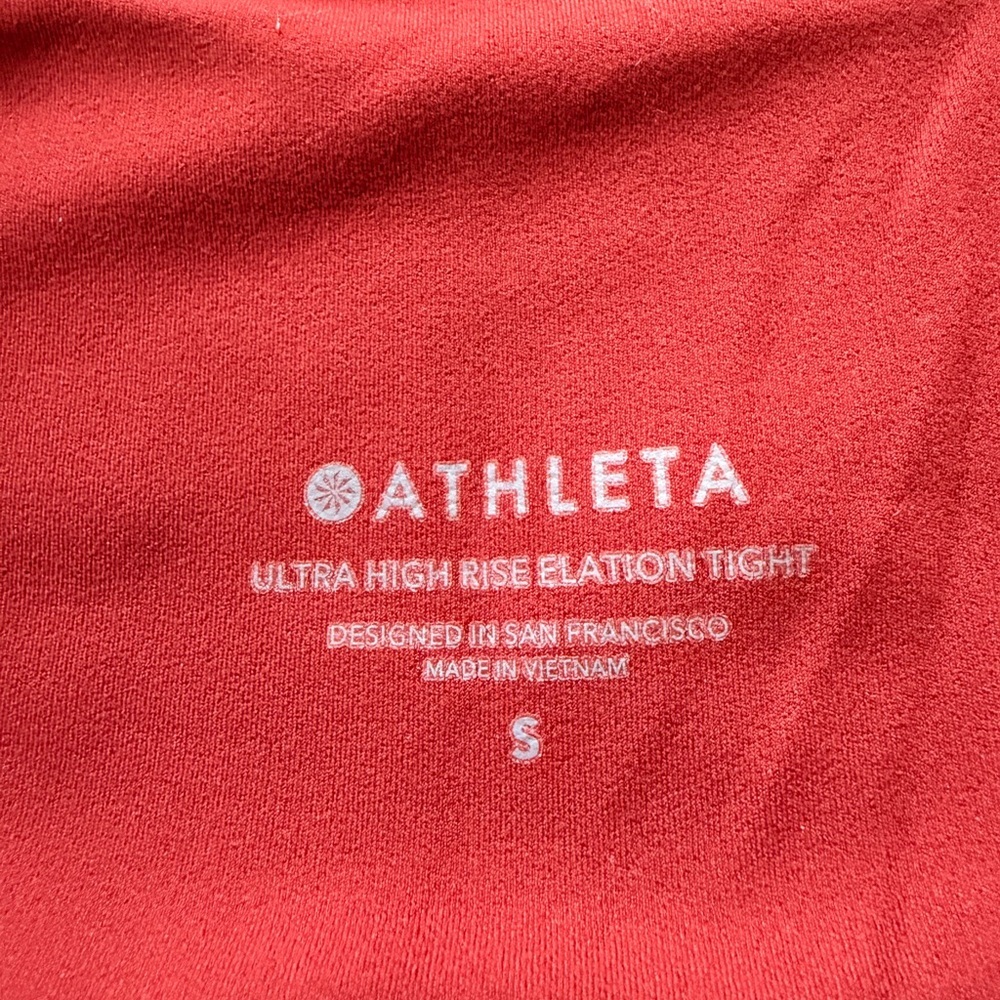 ATHLETA
ULTRA HIGH RISE ELATION TIGHT
DESIGNED IN SAN FRANCISCO
MADE IN VIETNAM
S